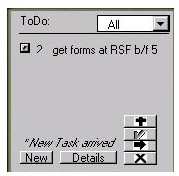 ToDo: All
2 get forms at RSF b/f 5
*New Task arrived
New Details